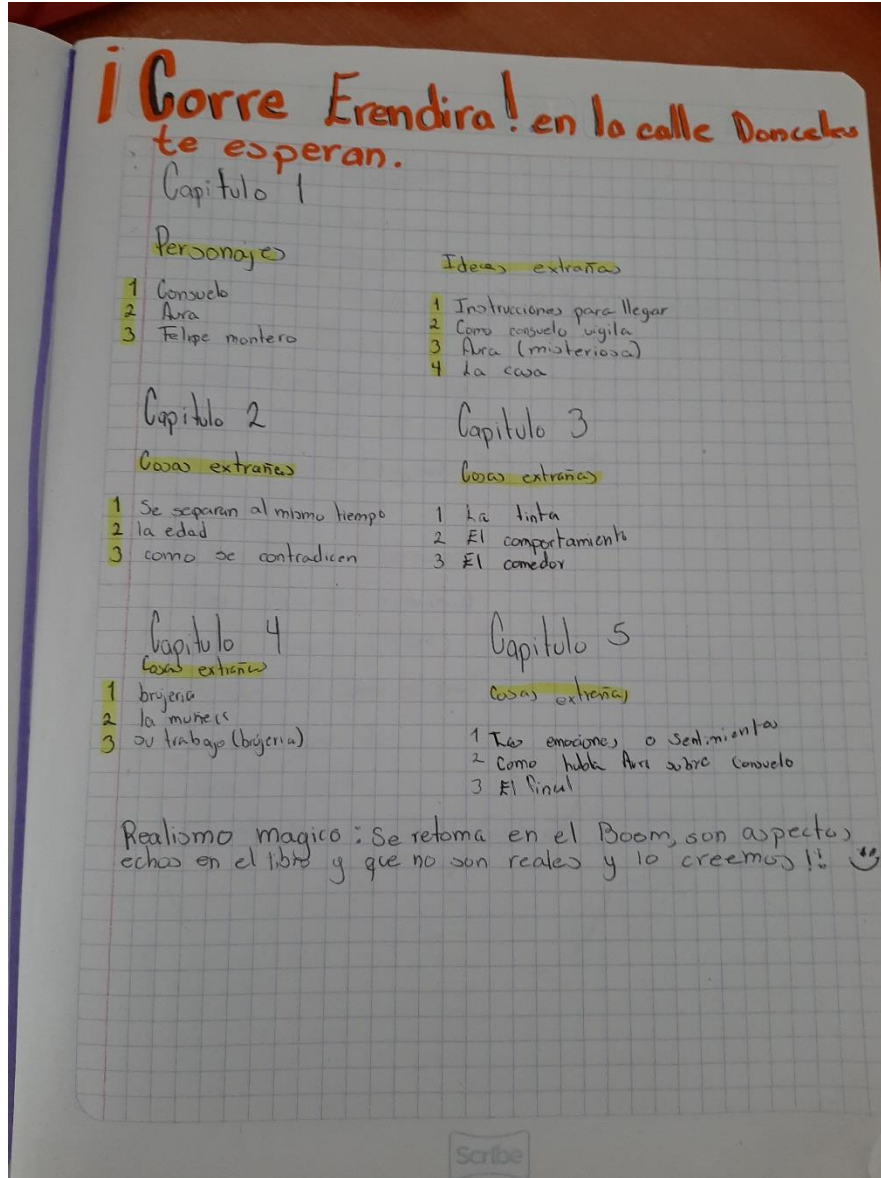 ¡Corre Erendira! en la calle Donceles
te esperan.
Capitulo 1
Personajes
1 Consuelo
2 Aura
3 Felipe montero
Ideas extrañas
1 Instrucciones para llegar
2 Como consuelo vigila
3 Aura (misteriosa)
4 La casa
Capitulo 2
Cosas extrañas
1 Se separan al mismo tiempo
2 la edad
3 como se contradicen
Capitulo 3
Cosas extrañas
1 La tinta
2 El comportamiento
3 El comedor
Capitulo 4
Cosas extrañas
1 brujeria
2 la muñeca
3 su trabajo (brujeria)
Capitulo 5
Cosas extrañas
1 Las emociones o sentimientos
2 Como habla Aura sobre Consuelo
3 El final
Realismo magico: Se retoma en el Boom, son aspectos
echos en el libro y que no son reales y lo creemos!!
Scribe